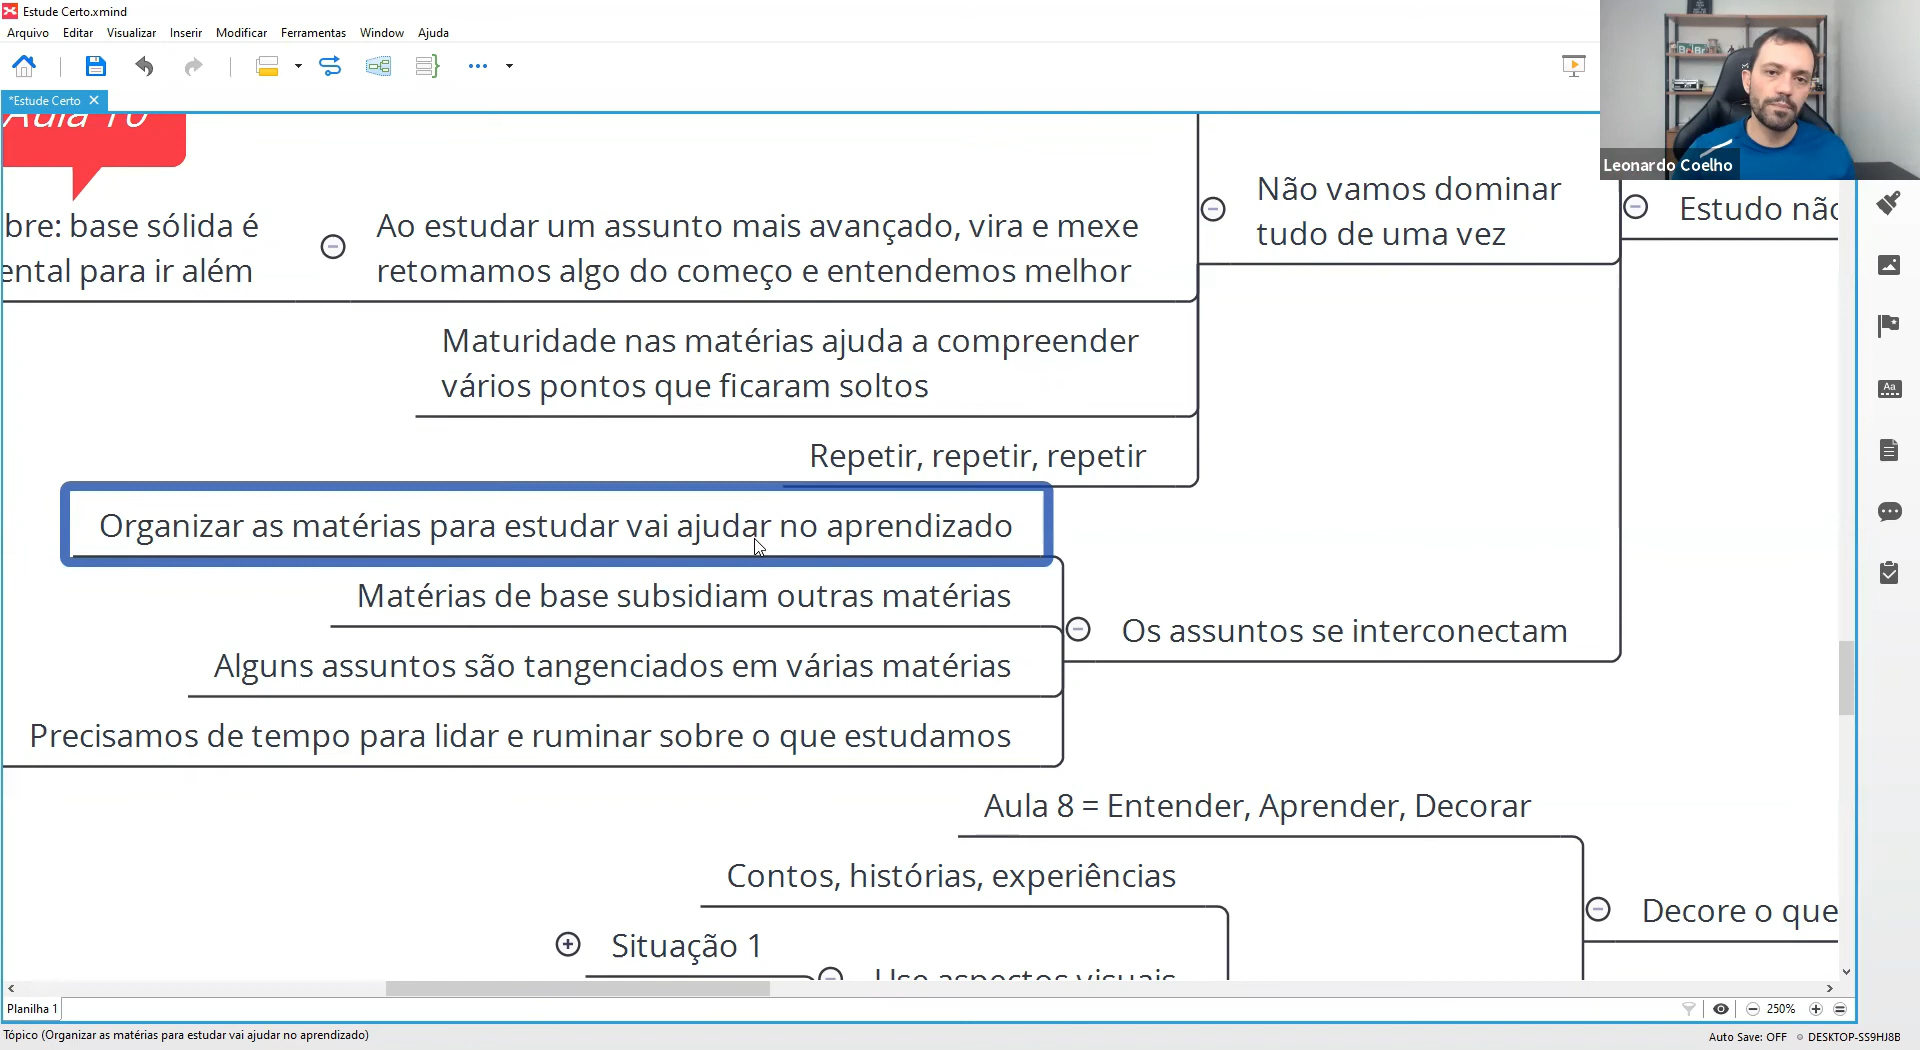 Estude Certo.xmind
Arquivo Editar Visualizar Inserir Modificar Ferramentas Window Ajuda
*Estude Certo
Aula 10
bre: base sólida é
ental para ir além
Ao estudar um assunto mais avançado, vira e mexe
retomamos algo do começo e entendemos melhor
Não vamos dominar
tudo de uma vez
Estudo não
Leonardo Coelho
Maturidade nas matérias ajuda a compreender
vários pontos que ficaram soltos
Repetir, repetir, repetir
Organizar as matérias para estudar vai ajudar no aprendizado
Matérias de base subsidiam outras matérias
Os assuntos se interconectam
Alguns assuntos são tangenciados em várias matérias
Precisamos de tempo para lidar e ruminar sobre o que estudamos
Aula 8 = Entender, Aprender, Decorar
Contos, histórias, experiências
Decore o que
Situação 1
Use aspectos visuais
Planilha 1
250%
Tópico (Organizar as matérias para estudar vai ajudar no aprendizado)
Auto Save: OFF
DESKTOP-SS9HJ8B